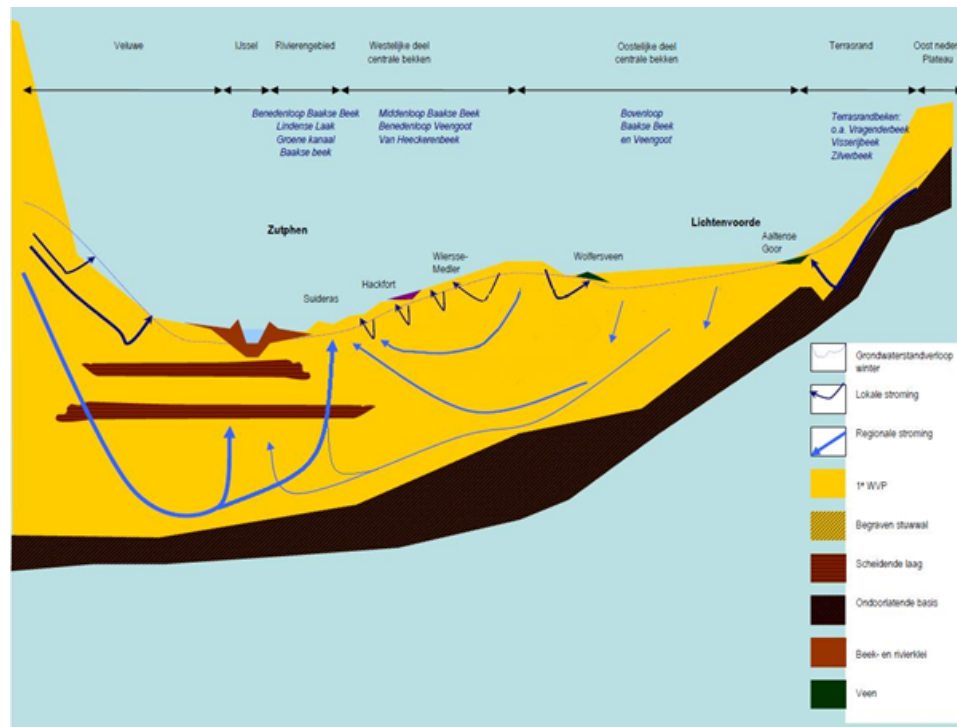 Veluwe
IJssel
Rivierengebied
Westelijke deel
centrale bekken
Oostelijke deel
centrale bekken
Terrasrand
Oost neder
Plateau
Benedenloop Baakse Beek
Lindense Laak
Groene kanaal
Baakse beek
Middenloop Baakse Beek
Benedenloop Veengoot
Van Heeckerenbeek
Bovenloop
Baakse Beek
en Veengoot
Terrasrandbeken:
o.a. Vragenderbeek
Visserijbeek
Zilverbeek
Zutphen
Lichtenvoorde
Suideras
Hackfort
Wiersse-
Medler
Wolfersveen
Aaltense
Goor
Grondwaterstandverloop
winter
Lokale stroming
Regionale stroming
1e WVP
Begraven stuwwal
Scheidende laag
Ondoorlatende basis
Beek- en rivierklei
Veen